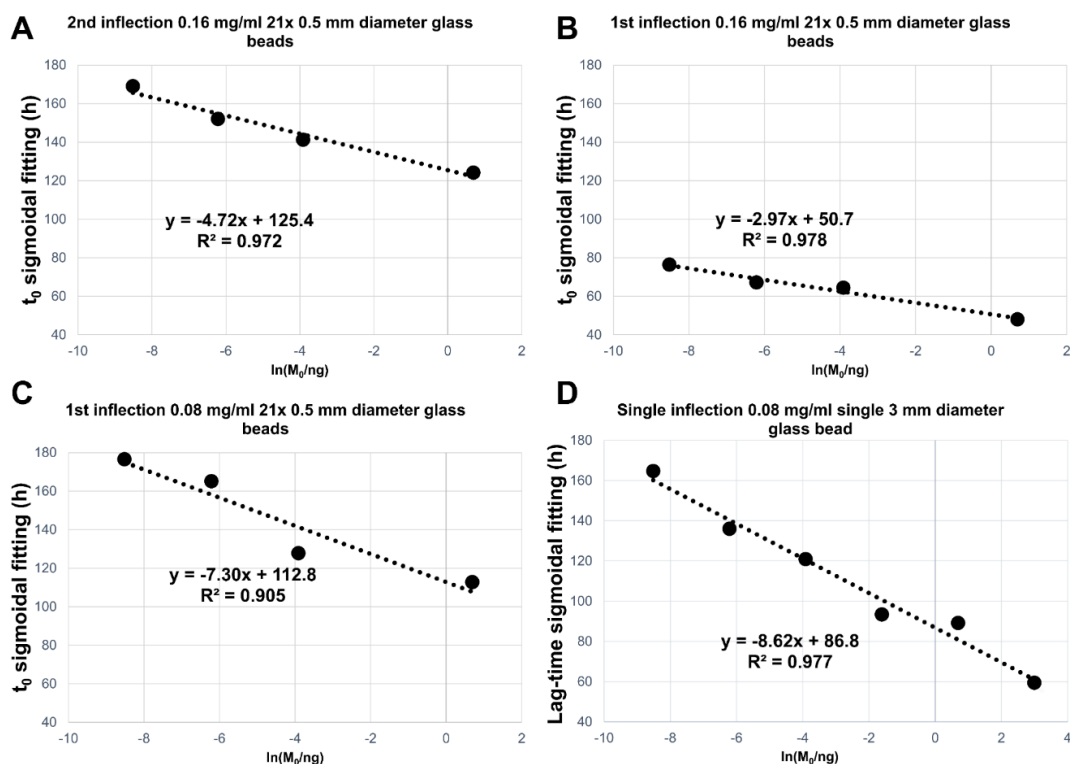 A
2nd inflection 0.16 mg/ml 21x 0.5 mm diameter glass
beads
t0 sigmoidal fitting (h)
180
160
140
120
100
80
60
40
y = -4.72x + 125.4
R² = 0.972
-10 -8 -6 -4 -2 0 2
ln(M0/ng)
B
1st inflection 0.16 mg/ml 21x 0.5 mm diameter glass
beads
t0 sigmoidal fitting (h)
180
160
140
120
100
80
60
40
y = -2.97x + 50.7
R² = 0.978
-10 -8 -6 -4 -2 0 2
ln(M0/ng)
C
1st inflection 0.08 mg/ml 21x 0.5 mm diameter glass
beads
t0 sigmoidal fitting (h)
180
160
140
120
100
80
60
40
y = -7.30x + 112.8
R² = 0.905
-10 -8 -6 -4 -2 0 2
ln(M0/ng)
D
Single inflection 0.08 mg/ml single 3 mm diameter
glass bead
Lag-time sigmoidal fitting (h)
180
160
140
120
100
80
60
40
y = -8.62x + 86.8
R² = 0.977
-10 -8 -6 -4 -2 0 2 4
ln(M0/ng)